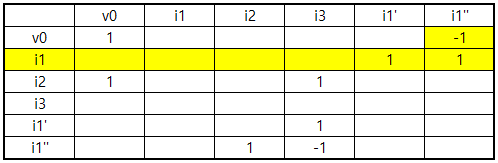 v0 i1 i2 i3 i1' i1''
v0 1 -1
i1 1 1
i2 1 1
i3
i1' 1
i1'' 1 -1